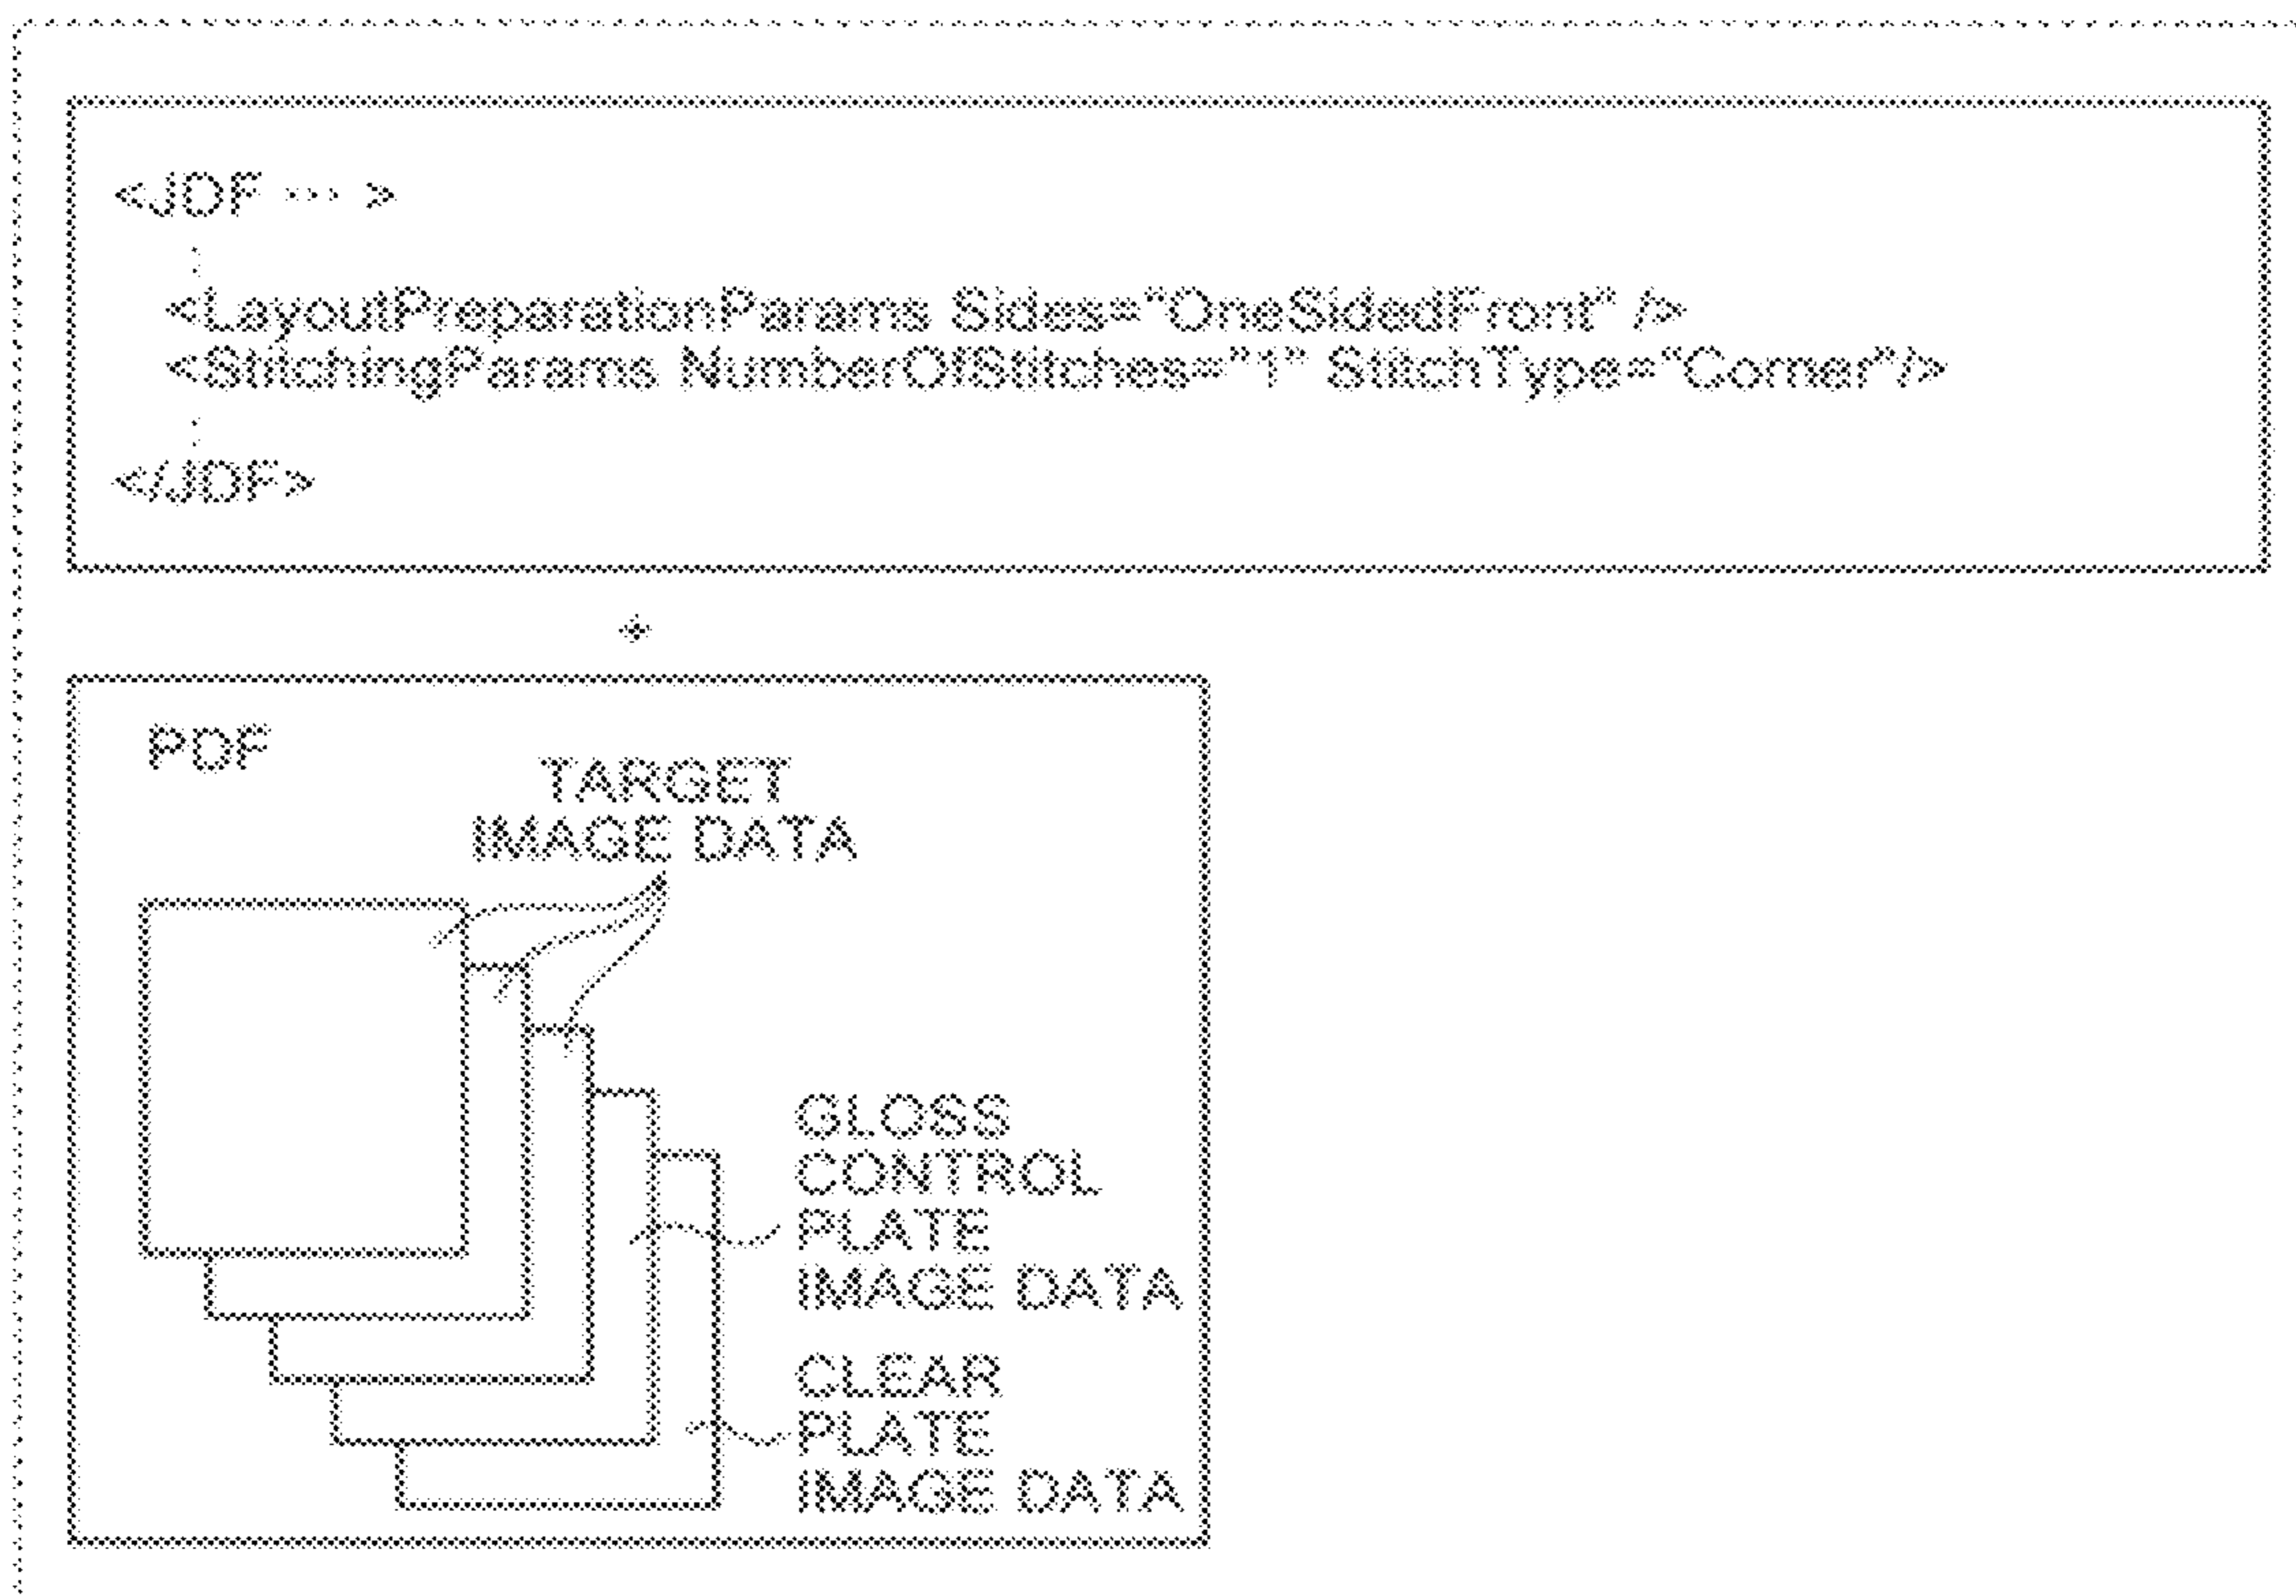 <JDF ··· >
<LayoutPreparationParams Sides="OneSidedFront" />
<StitchingParams NumberOfStitches="1" StitchType="Corner"/>
</JDF>
+
PDF
TARGET
IMAGE DATA
GLOSS
CONTROL
PLATE
IMAGE DATA
CLEAR
PLATE
IMAGE DATA